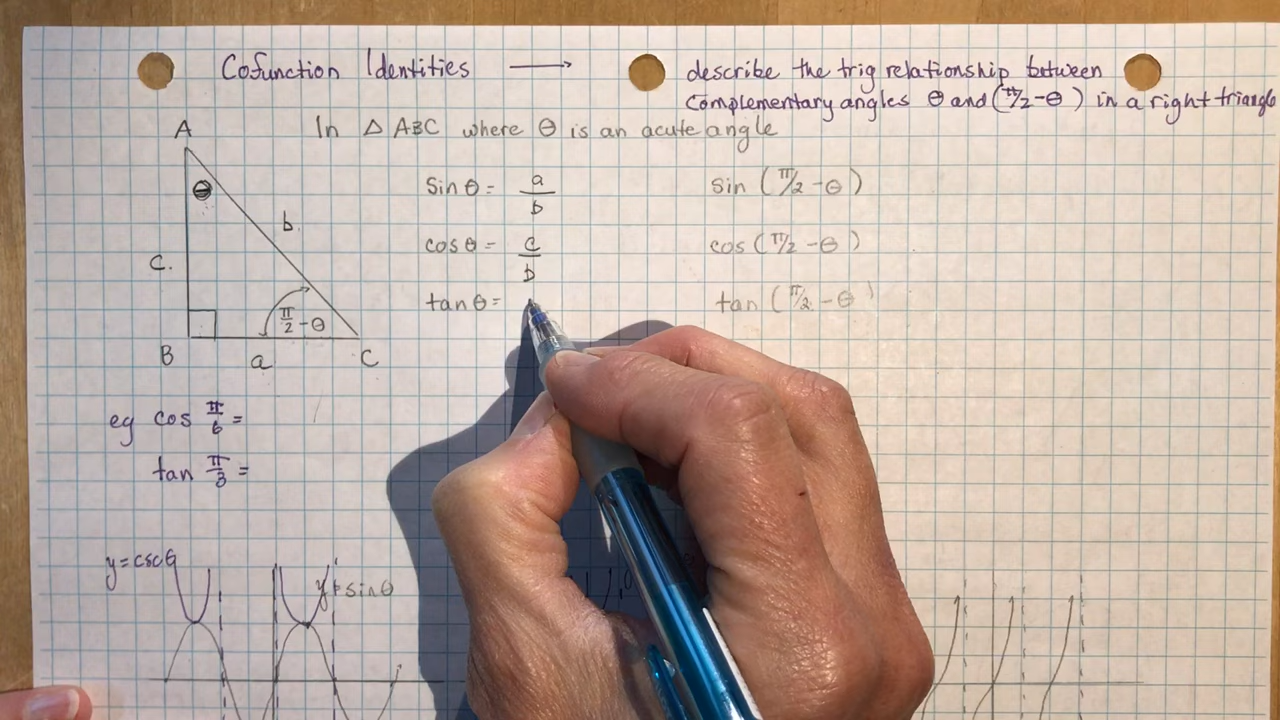 Cofunction Identities → describe the trig relationship between
complementary angles θ and (π/2-θ) in a right triangle
In △ ABC where θ is an acute angle
A
θ
b
c.
π/2 - θ
B
a
C
sin θ = a/b
sin (π/2 - θ)
cos θ = c/b
cos (π/2 - θ)
tan θ =
tan (π/2 - θ)
eg cos π/6 =
tan π/3 =
y = csc θ
y = sin θ